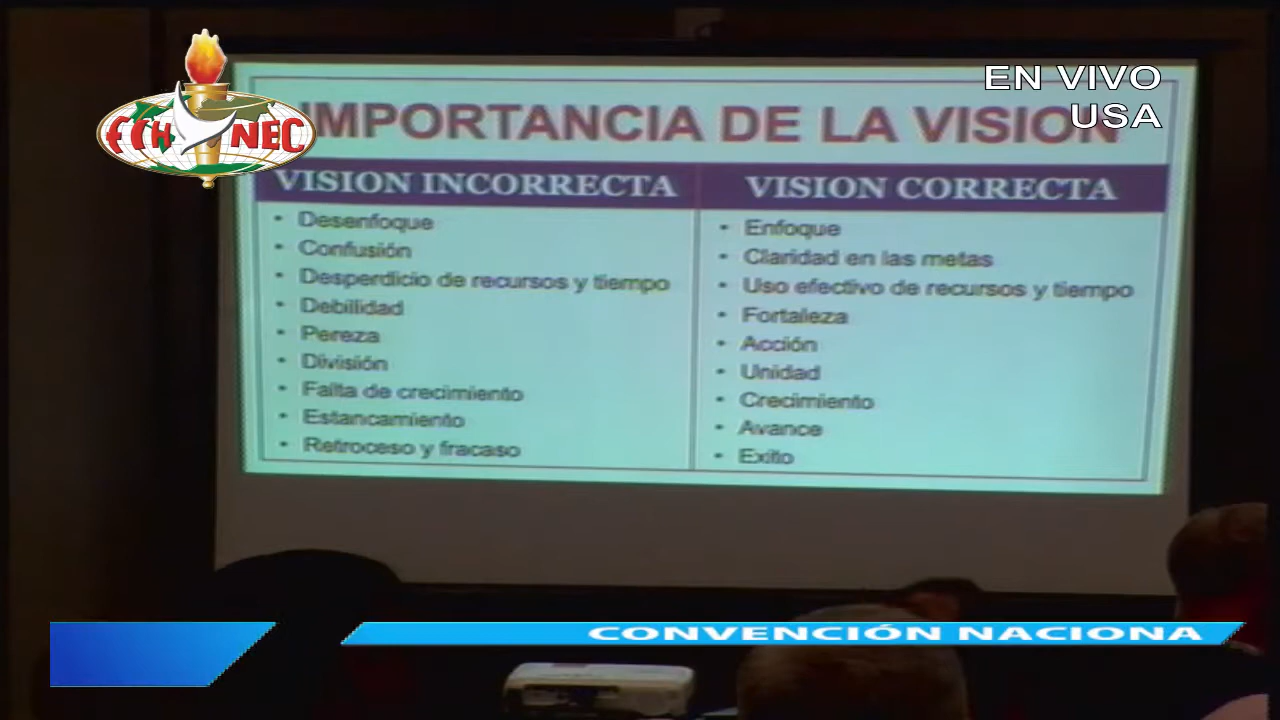 FFH NEC
EN VIVO
USA
IMPORTANCIA DE LA VISION
VISION INCORRECTA
• Desenfoque
• Confusión
• Desperdicio de recursos y tiempo
• Debilidad
• Pereza
• División
• Falta de crecimiento
• Estancamiento
• Retroceso y fracaso
VISION CORRECTA
• Enfoque
• Claridad en las metas
• Uso efectivo de recursos y tiempo
• Fortaleza
• Acción
• Unidad
• Crecimiento
• Avance
• Exito
CONVENCIÓN NACIONA